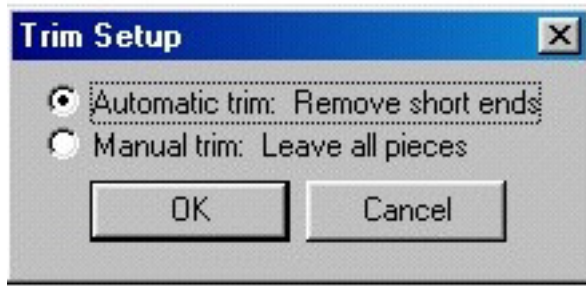 Trim Setup
Automatic trim: Remove short ends
Manual trim: Leave all pieces
OK
Cancel